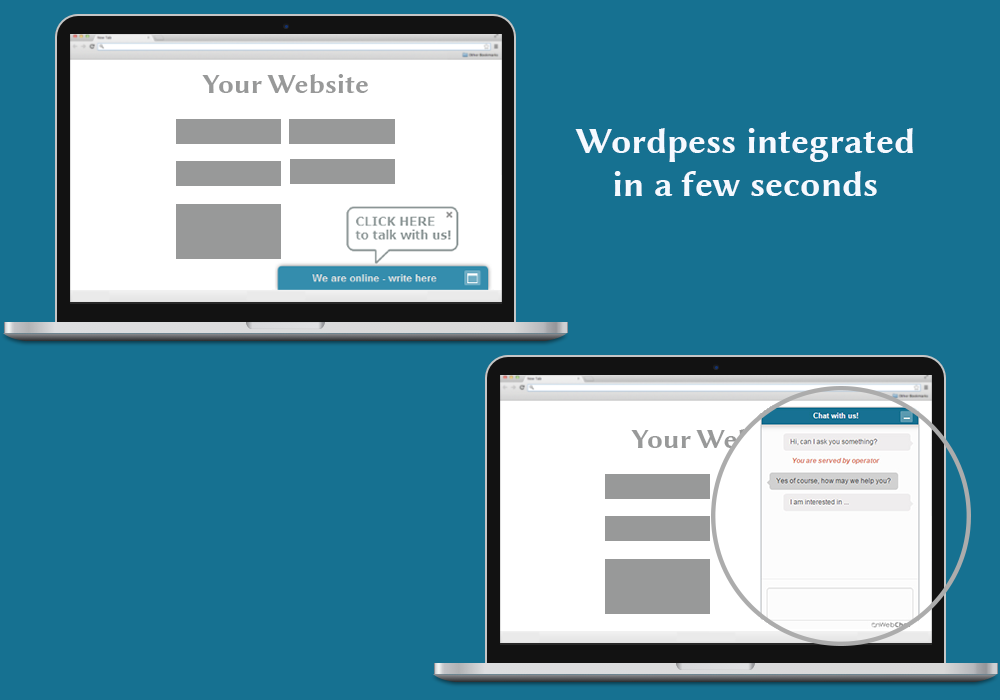 New Tab
Other Bookmarks
Your Website
CLICK HERE
to talk with us!
We are online - write here
Wordpess integrated
in a few seconds
New Tab
Other Bookmarks
Your We
Chat with us!
Hi, can I ask you something?
You are served by operator
Yes of course, how may we help you?
I am interested in ...